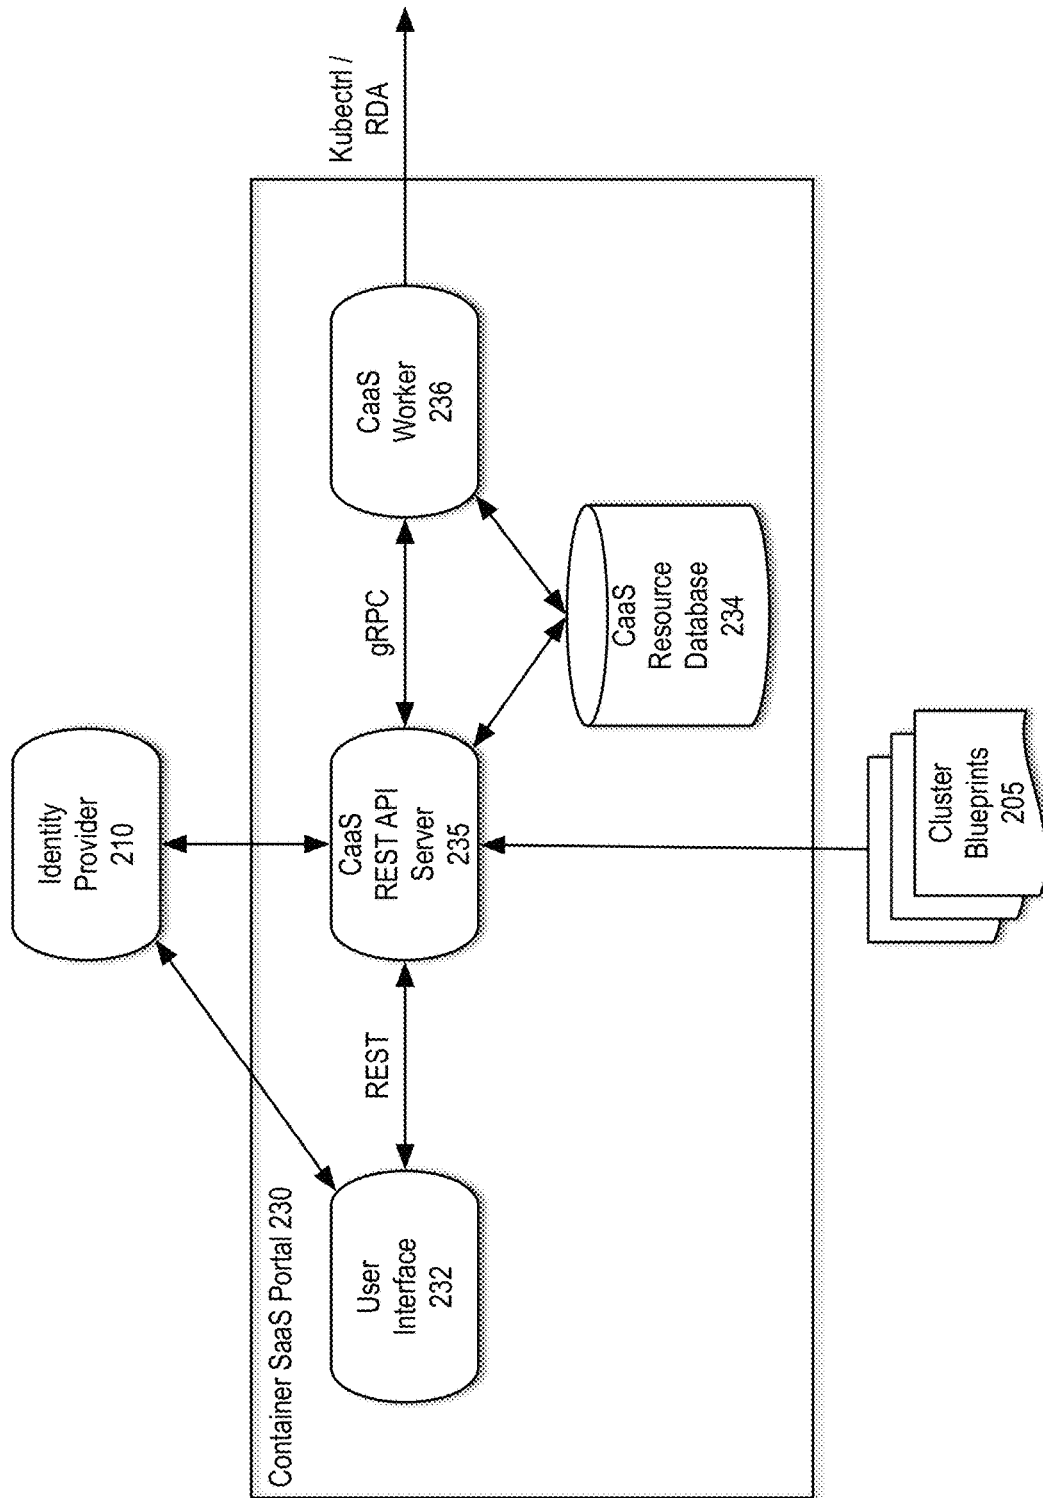 Identity
Provider
210
Container SaaS Portal 230
User
Interface
232
REST
CaaS
REST API
Server
235
gRPC
CaaS
Worker
236
Kubectrl /
RDA
CaaS
Resource
Database
234
Cluster
Blueprints
205